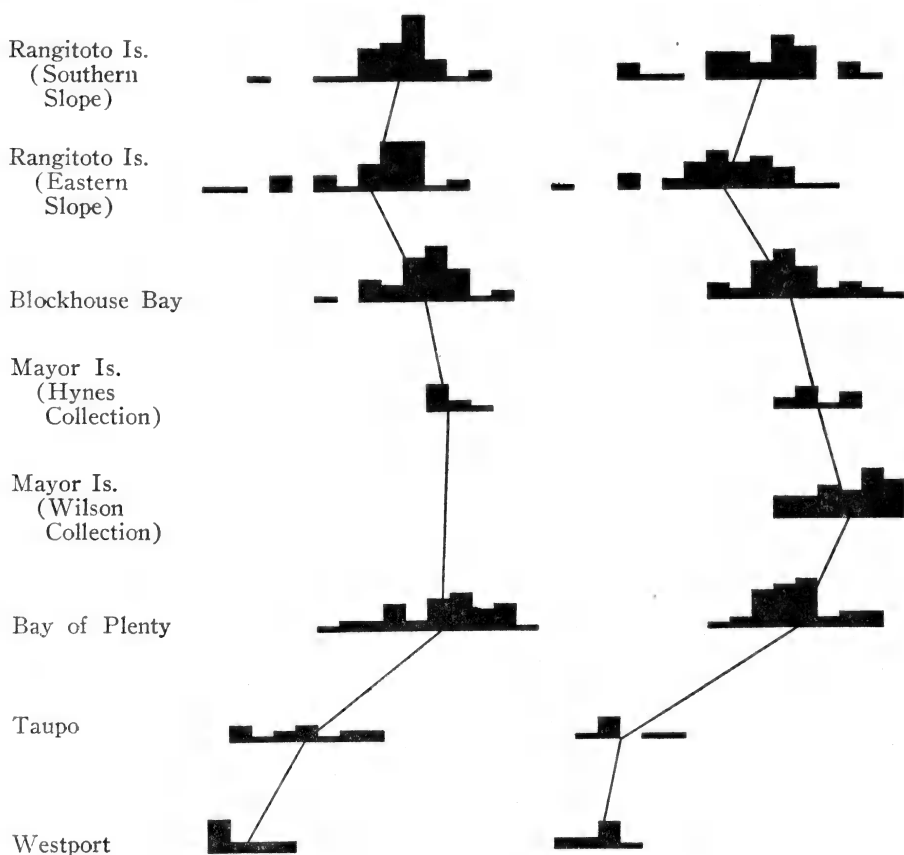 Rangitoto Is.
(Southern
Slope)
Rangitoto Is.
(Eastern
Slope)
Blockhouse Bay
Mayor Is.
(Hynes
Collection)
Mayor Is.
(Wilson
Collection)
Bay of Plenty
Taupo
Westport